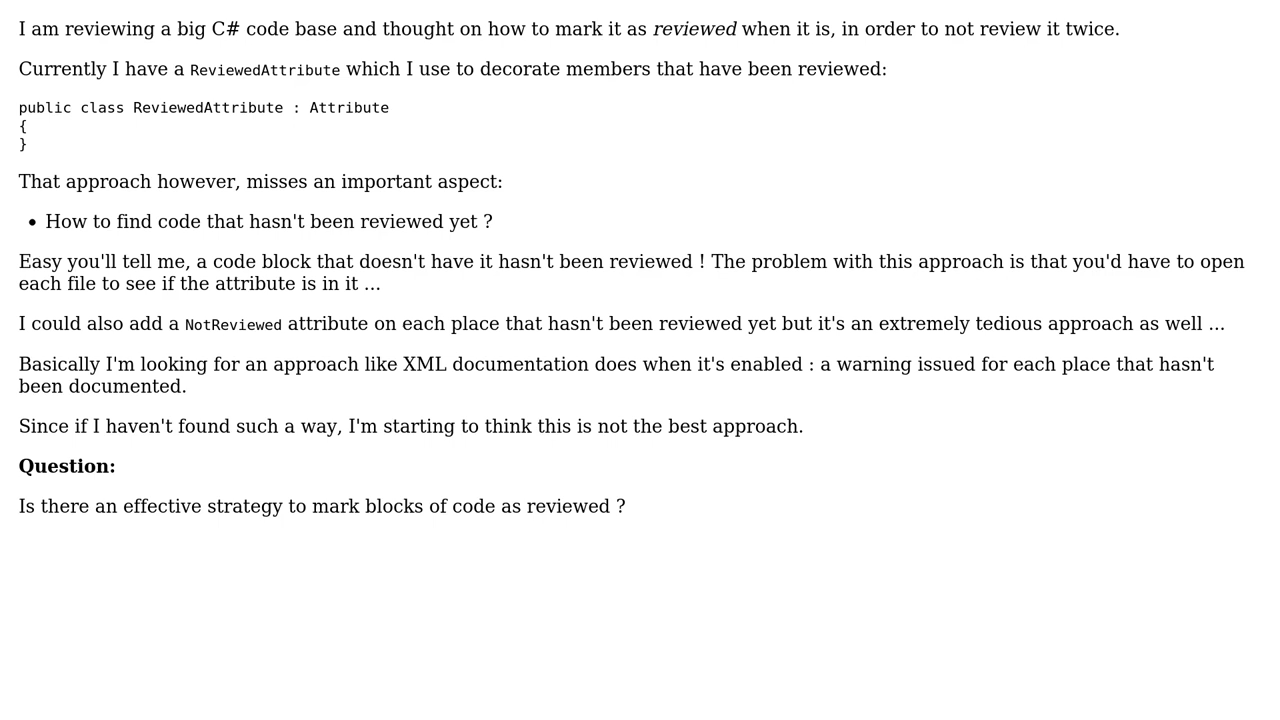 I am reviewing a big C# code base and thought on how to mark it as reviewed when it is, in order to not review it twice.
Currently I have a ReviewedAttribute which I use to decorate members that have been reviewed:
public class ReviewedAttribute : Attribute
{
}
That approach however, misses an important aspect:
• How to find code that hasn't been reviewed yet ?
Easy you'll tell me, a code block that doesn't have it hasn't been reviewed ! The problem with this approach is that you'd have to open
each file to see if the attribute is in it ...
I could also add a NotReviewed attribute on each place that hasn't been reviewed yet but it's an extremely tedious approach as well ...
Basically I'm looking for an approach like XML documentation does when it's enabled : a warning issued for each place that hasn't
been documented.
Since if I haven't found such a way, I'm starting to think this is not the best approach.
Question:
Is there an effective strategy to mark blocks of code as reviewed ?